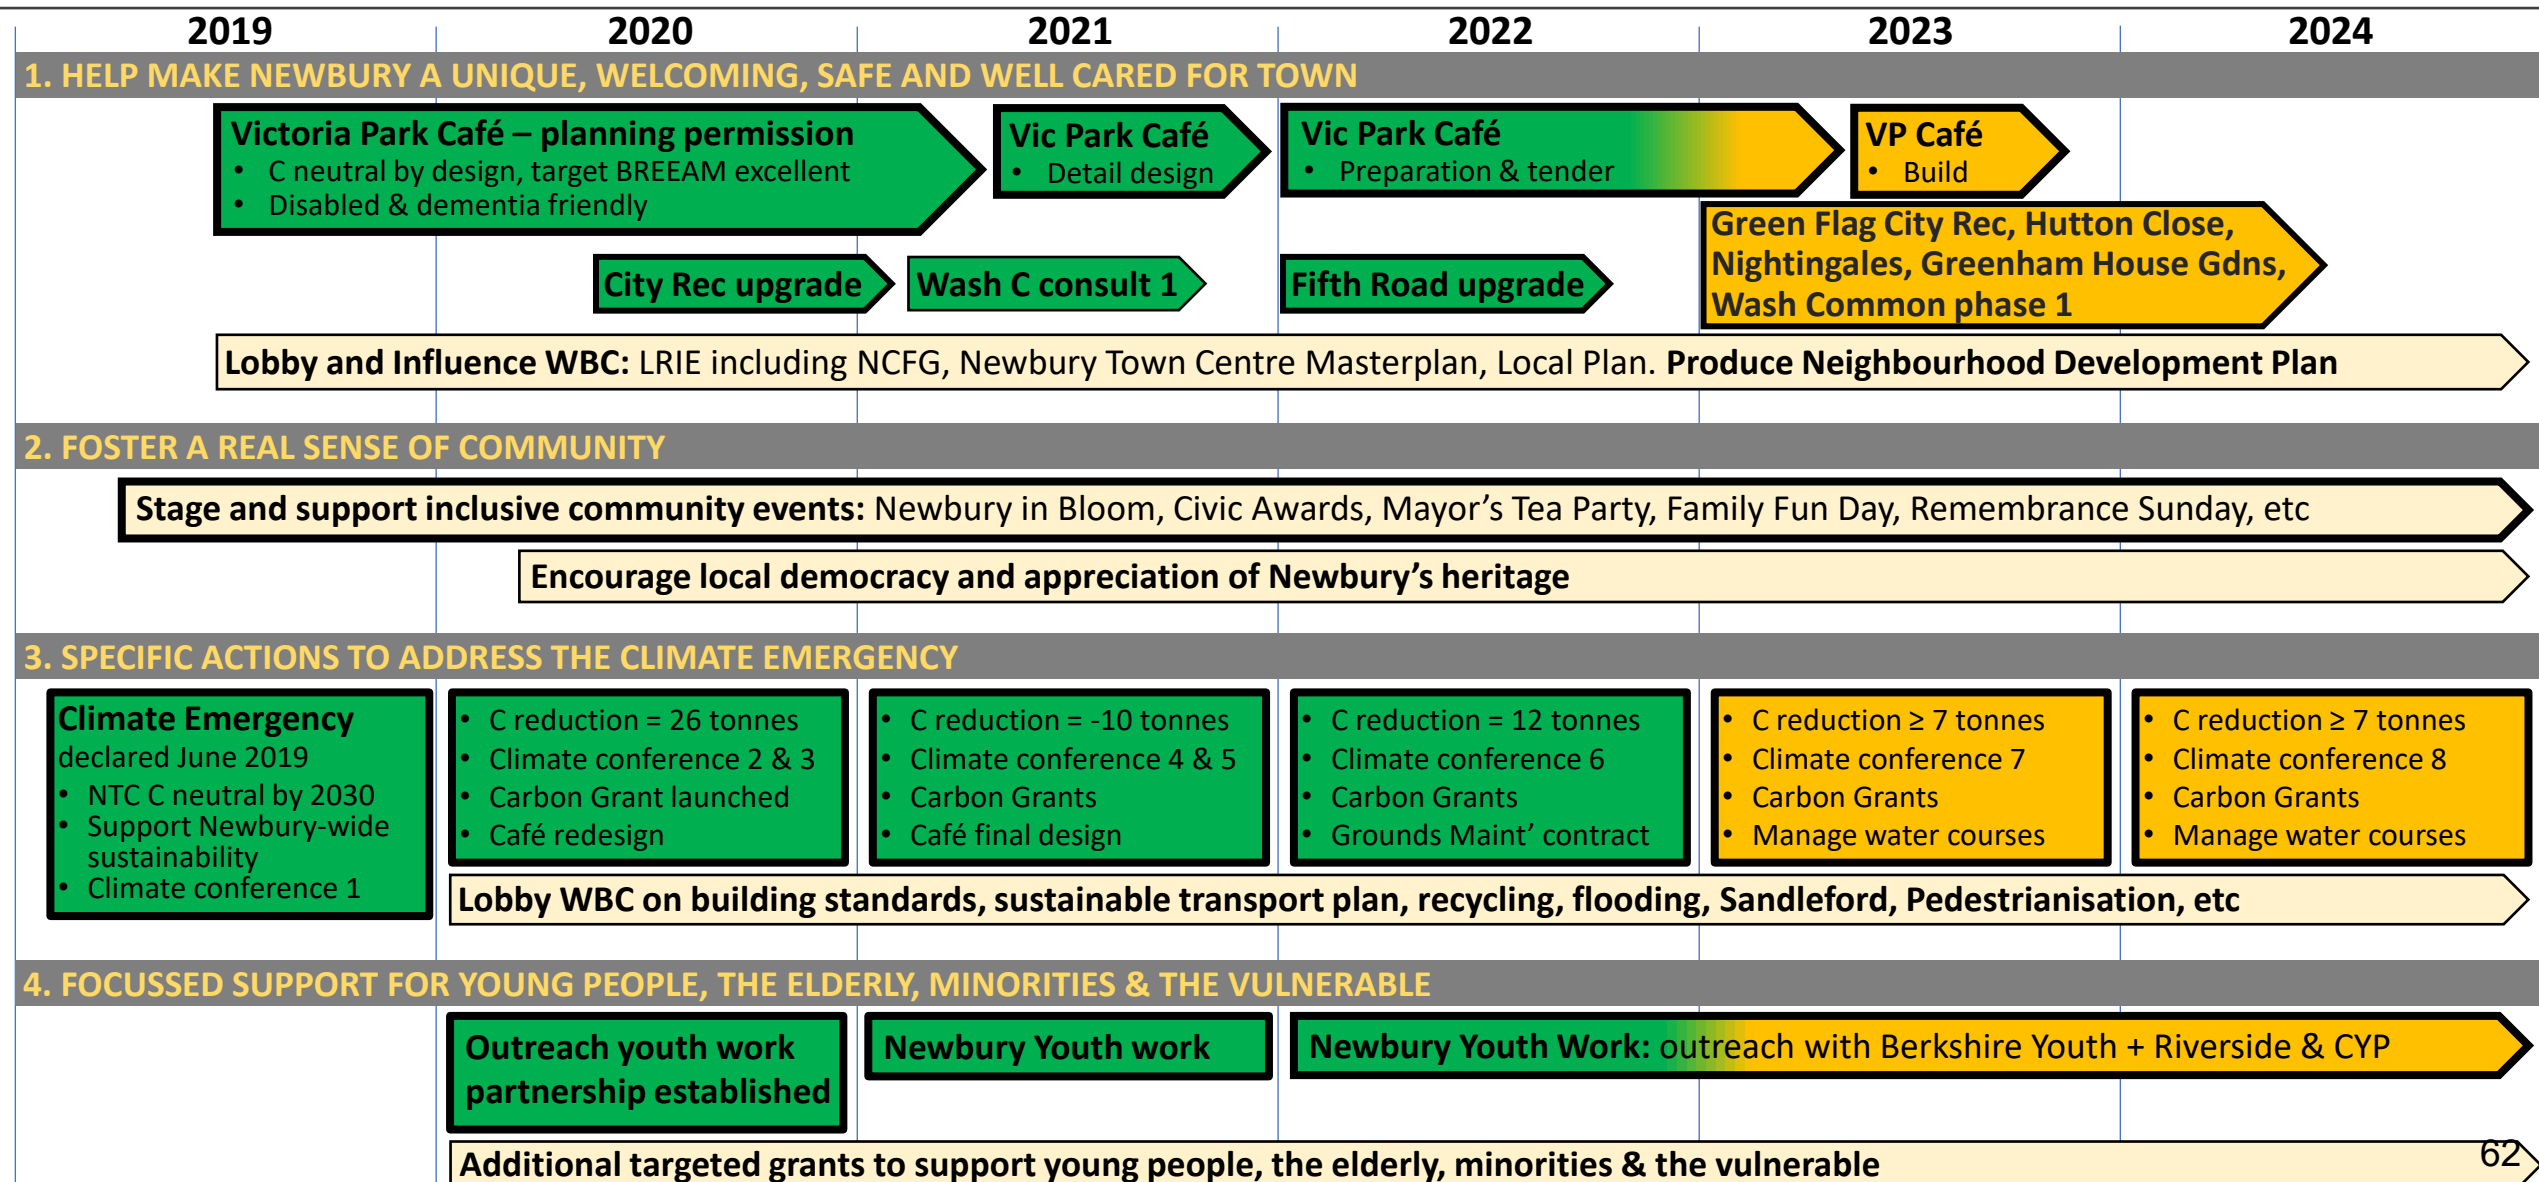 2019 2020 2021 2022 2023 2024
1. HELP MAKE NEWBURY A UNIQUE, WELCOMING, SAFE AND WELL CARED FOR TOWN
Victoria Park Café – planning permission
• C neutral by design, target BREEAM excellent
• Disabled & dementia friendly
Vic Park Café
• Detail design
Vic Park Café
• Preparation & tender
VP Café
• Build
City Rec upgrade
Wash C consult 1
Fifth Road upgrade
Green Flag City Rec, Hutton Close,
Nightingales, Greenham House Gdns,
Wash Common phase 1
Lobby and Influence WBC: LRIE including NCFG, Newbury Town Centre Masterplan, Local Plan. Produce Neighbourhood Development Plan
2. FOSTER A REAL SENSE OF COMMUNITY
Stage and support inclusive community events: Newbury in Bloom, Civic Awards, Mayor’s Tea Party, Family Fun Day, Remembrance Sunday, etc
Encourage local democracy and appreciation of Newbury’s heritage
3. SPECIFIC ACTIONS TO ADDRESS THE CLIMATE EMERGENCY
Climate Emergency
declared June 2019
• NTC C neutral by 2030
• Support Newbury-wide
sustainability
• Climate conference 1
• C reduction = 26 tonnes
• Climate conference 2 & 3
• Carbon Grant launched
• Café redesign
• C reduction = -10 tonnes
• Climate conference 4 & 5
• Carbon Grants
• Café final design
• C reduction = 12 tonnes
• Climate conference 6
• Carbon Grants
• Grounds Maint’ contract
• C reduction ≥ 7 tonnes
• Climate conference 7
• Carbon Grants
• Manage water courses
• C reduction ≥ 7 tonnes
• Climate conference 8
• Carbon Grants
• Manage water courses
Lobby WBC on building standards, sustainable transport plan, recycling, flooding, Sandleford, Pedestrianisation, etc
4. FOCUSSED SUPPORT FOR YOUNG PEOPLE, THE ELDERLY, MINORITIES & THE VULNERABLE
Outreach youth work
partnership established
Newbury Youth work
Newbury Youth Work: outreach with Berkshire Youth + Riverside & CYP
Additional targeted grants to support young people, the elderly, minorities & the vulnerable
62